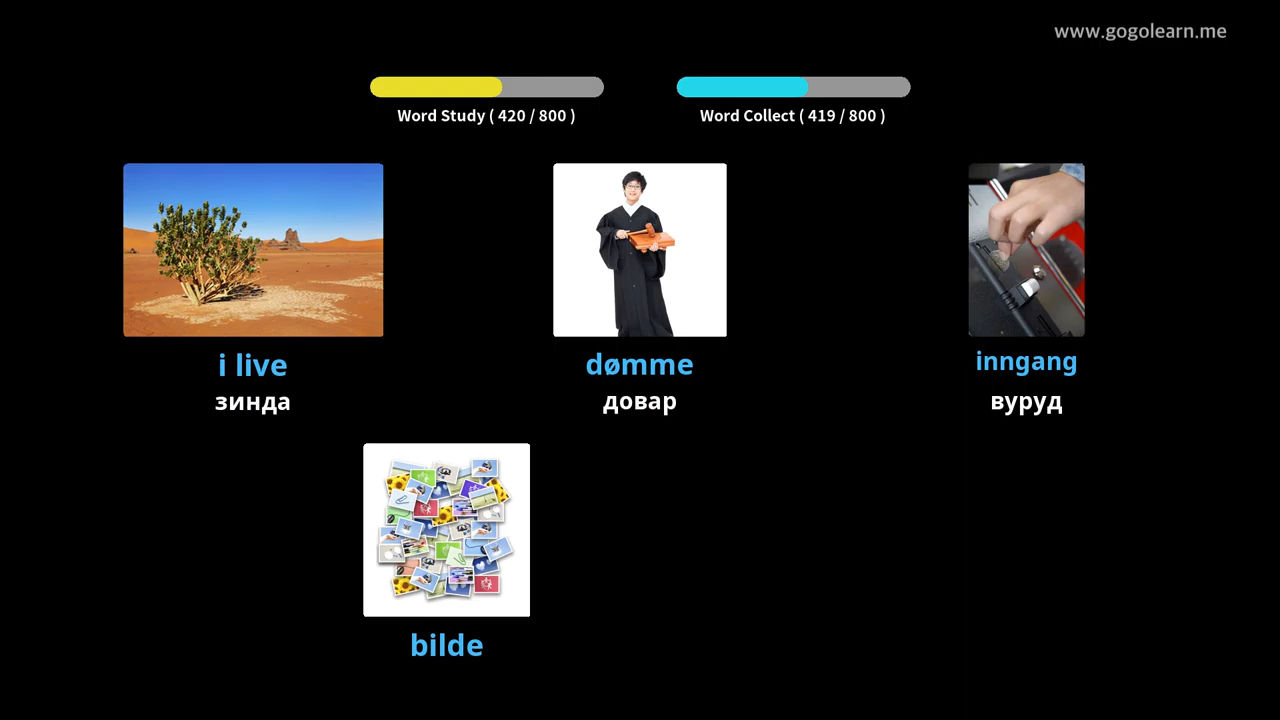 www.gogolearn.me
Word Study ( 420 / 800 )
Word Collect ( 419 / 800 )
i live
зинда
dømme
довар
inngang
вуруд
bilde